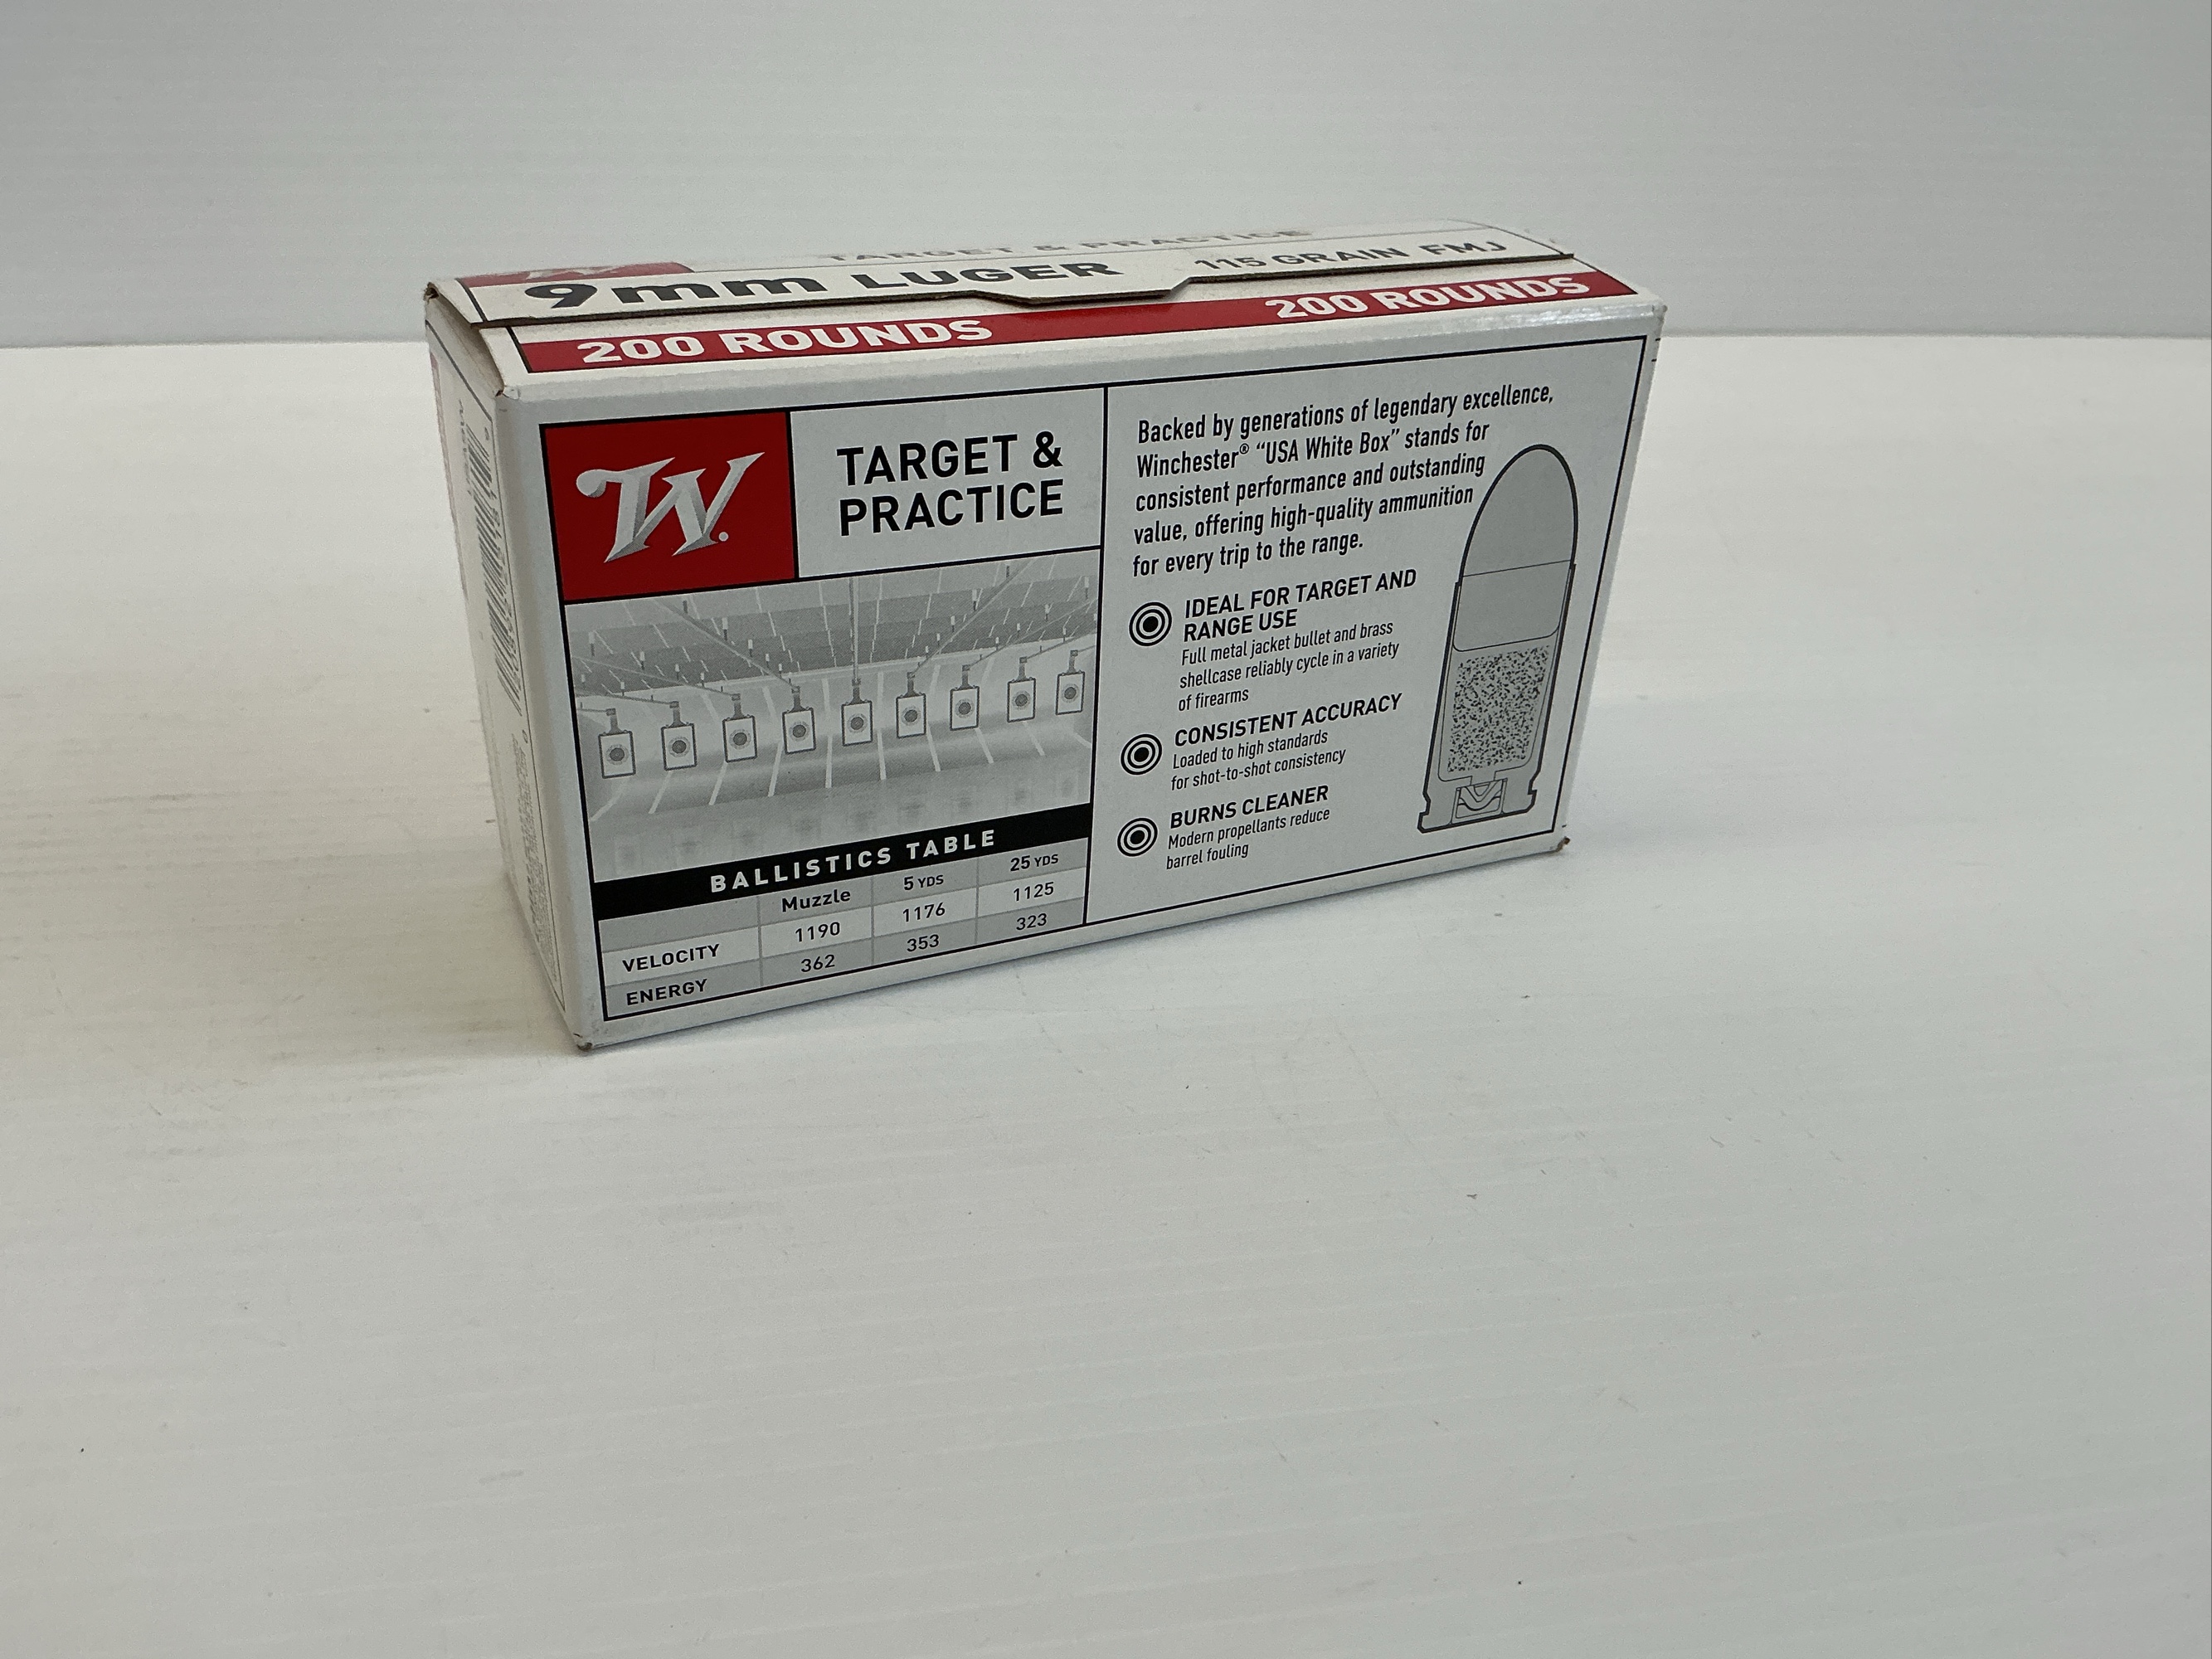 TARGET & PRACTICE
9mm LUGER 115 GRAIN FMJ
200 ROUNDS 200 ROUNDS
W.
TARGET &
PRACTICE
BALLISTICS TABLE
Muzzle 5 YDS 25 YDS
VELOCITY 1190 1176 1125
ENERGY 362 353 323
Backed by generations of legendary excellence,
Winchester® “USA White Box” stands for
consistent performance and outstanding
value, offering high-quality ammunition
for every trip to the range.
IDEAL FOR TARGET AND
RANGE USE
Full metal jacket bullet and brass
shellcase reliably cycle in a variety
of firearms
CONSISTENT ACCURACY
Loaded to high standards
for shot-to-shot consistency
BURNS CLEANER
Modern propellants reduce
barrel fouling